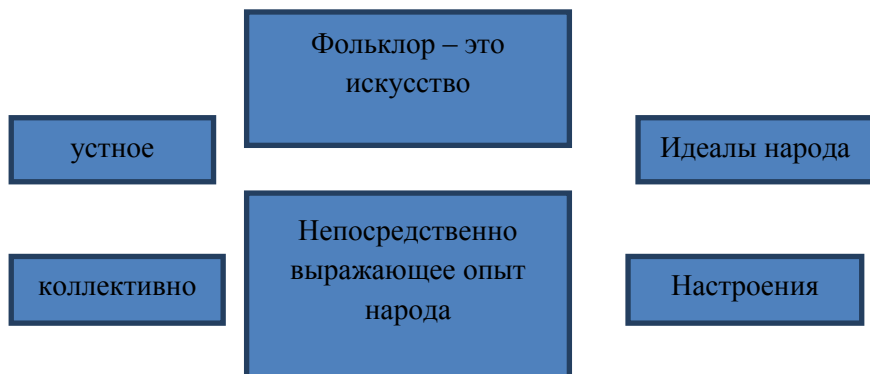 Фольклор – это
искусство
устное
Идеалы народа
Непосредственно
выражающее опыт
народа
коллективно
Настроения